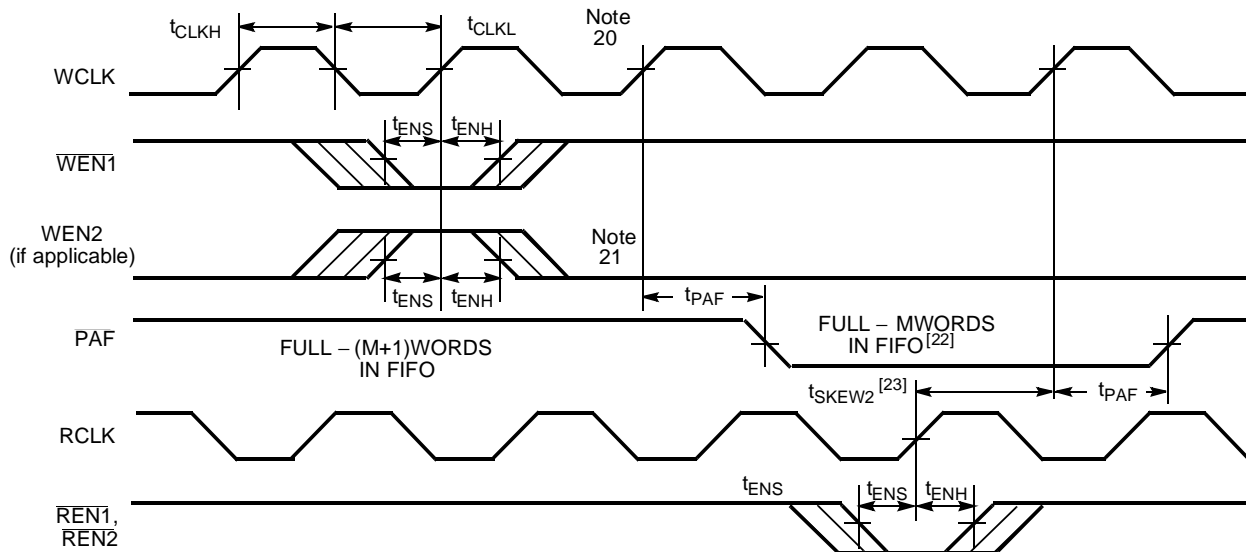 tCLKH
tCLKL
Note
20
WCLK
tENS
tENH
WEN1
WEN2
(if applicable)
Note
21
tENS
tENH
tPAF
PAF
FULL – (M+1)WORDS
IN FIFO
FULL – MWORDS
IN FIFO[22]
tSKEW2[23]
tPAF
RCLK
tENS
tENS
tENH
REN1,
REN2